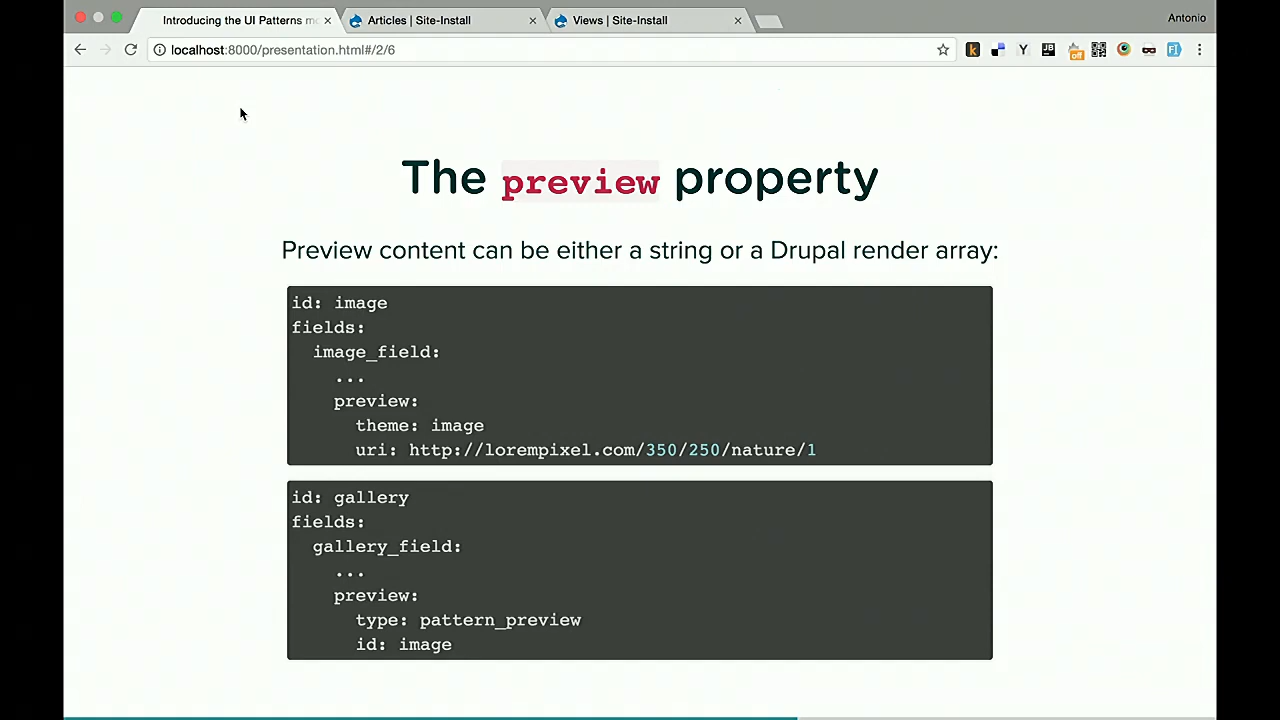 Introducing the UI Patterns mo
Articles | Site-Install
Views | Site-Install
Antonio
localhost:8000/presentation.html#/2/6
The preview property
Preview content can be either a string or a Drupal render array:
id: image
fields:
  image_field:
    ...
    preview:
      theme: image
      uri: http://lorempixel.com/350/250/nature/1
id: gallery
fields:
  gallery_field:
    ...
    preview:
      type: pattern_preview
      id: image